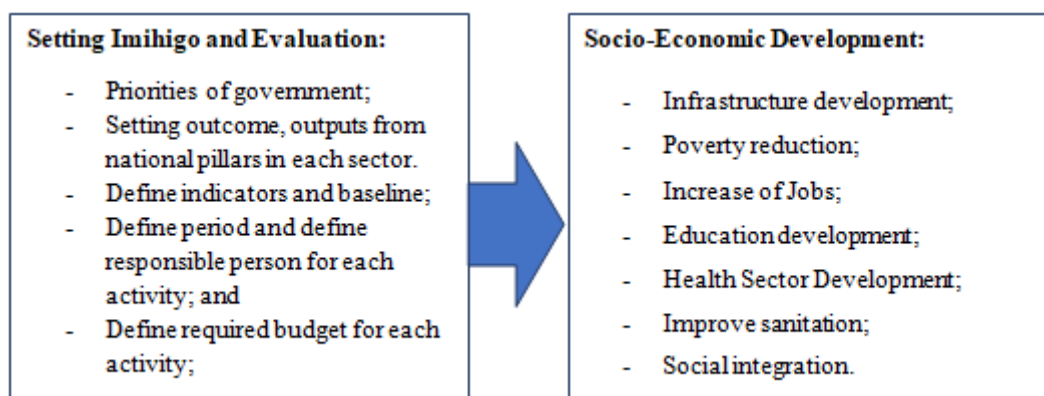 Setting Imihigo and Evaluation:
- Priorities of government;
- Setting outcome, outputs from
national pillars in each sector.
- Define indicators and baseline;
- Define period and define
responsible person for each
activity; and
- Define required budget for each
activity;
Socio-Economic Development:
- Infrastructure development;
- Poverty reduction;
- Increase of Jobs;
- Education development;
- Health Sector Development;
- Improve sanitation;
- Social integration.